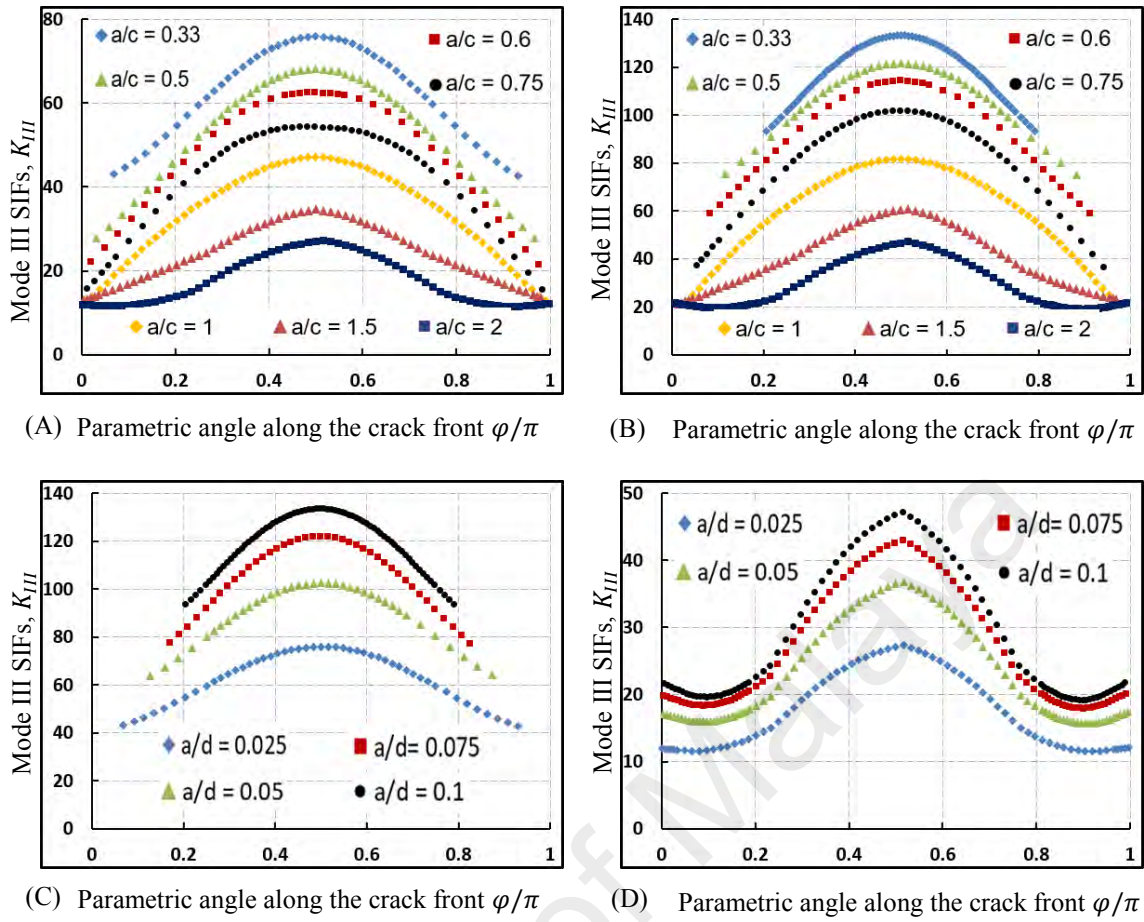 80
60
40
20
0
0 0.2 0.4 0.6 0.8 1
Mode III SIFs, K_III
a/c = 0.33
a/c = 0.6
a/c = 0.5
a/c = 0.75
a/c = 1
a/c = 1.5
a/c = 2
(A) Parametric angle along the crack front φ/π
140
120
100
80
60
40
20
0
0 0.2 0.4 0.6 0.8 1
Mode III SIFs, K_III
a/c = 0.33
a/c = 0.6
a/c = 0.5
a/c = 0.75
a/c = 1
a/c = 1.5
a/c = 2
(B) Parametric angle along the crack front φ/π
140
120
100
80
60
40
20
0
0 0.2 0.4 0.6 0.8 1
Mode III SIFs, K_III
a/d = 0.025
a/d= 0.075
a/d = 0.05
a/d = 0.1
(C) Parametric angle along the crack front φ/π
50
40
30
20
10
0
0 0.2 0.4 0.6 0.8 1
Mode III SIFs, K_III
a/d = 0.025
a/d= 0.075
a/d = 0.05
a/d = 0.1
(D) Parametric angle along the crack front φ/π
of Malaya